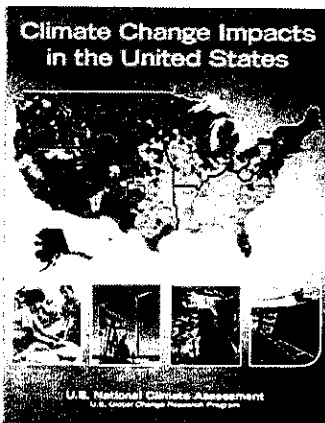 Climate Change Impacts
in the United States
U.S. National Climate Assessment
U.S. Global Change Research Program